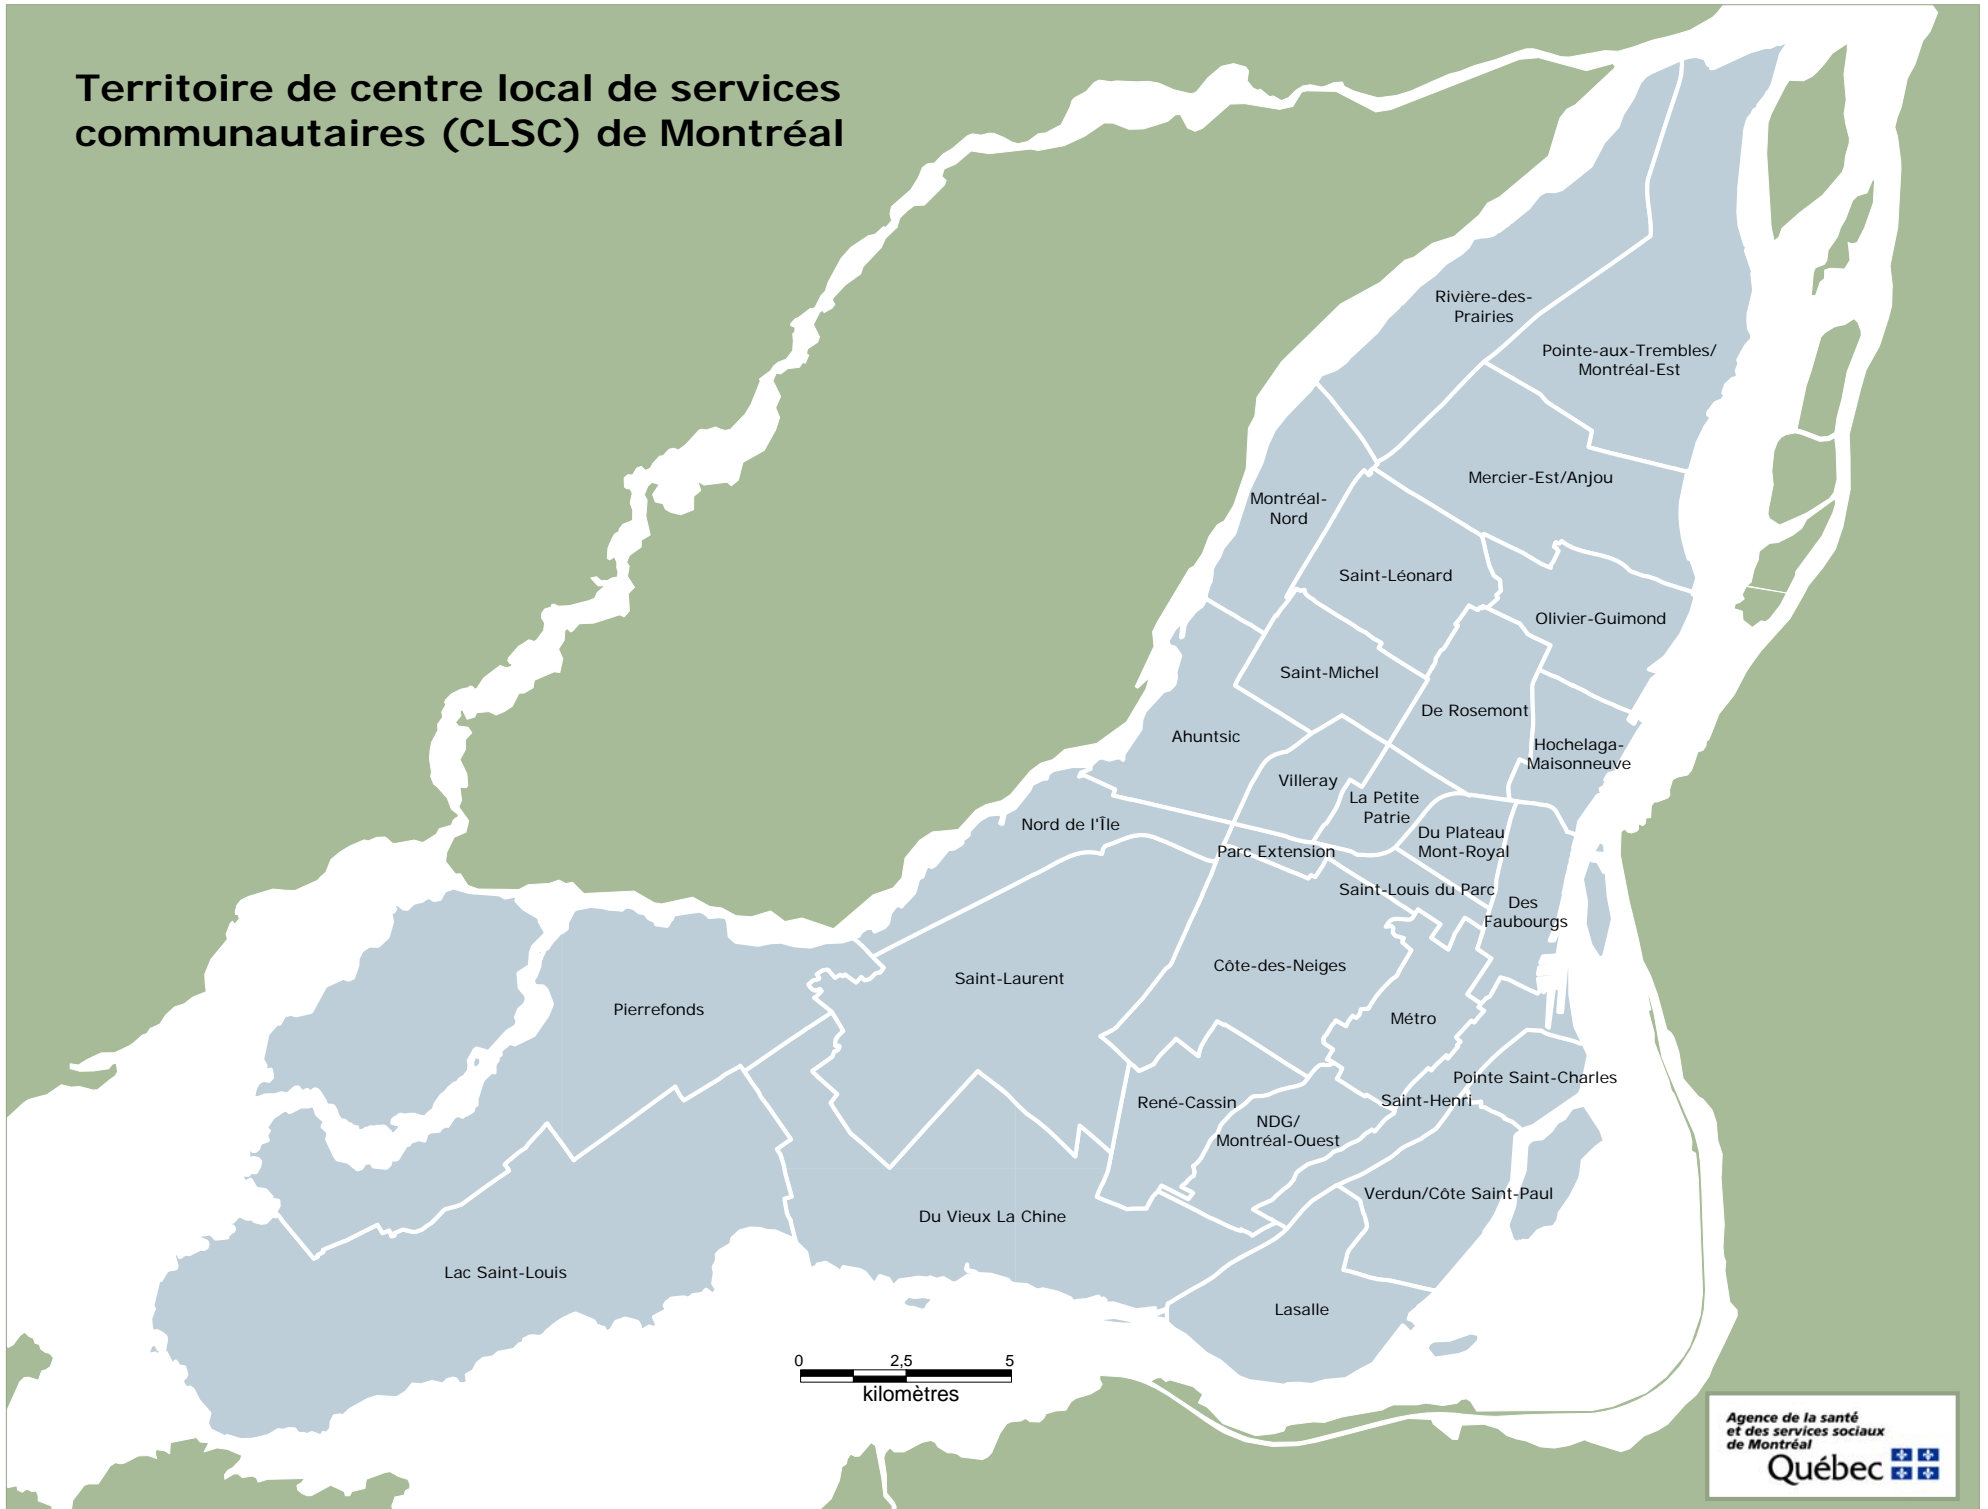 Territoire de centre local de services
communautaires (CLSC) de Montréal
Rivière-des-
Prairies
Pointe-aux-Trembles/
Montréal-Est
Mercier-Est/Anjou
Montréal-
Nord
Saint-Léonard
Olivier-Guimond
Saint-Michel
De Rosemont
Ahuntsic
Hochelaga-
Maisonneuve
Villeray
La Petite
Patrie
Nord de l'Île
Du Plateau
Mont-Royal
Parc Extension
Saint-Louis du Parc
Des
Faubourgs
Côte-des-Neiges
Saint-Laurent
Pierrefonds
Métro
Pointe Saint-Charles
Saint-Henri
René-Cassin
NDG/
Montréal-Ouest
Verdun/Côte Saint-Paul
Du Vieux La Chine
Lac Saint-Louis
Lasalle
0 2,5 5
kilomètres
Agence de la santé
et des services sociaux
de Montréal
Québec